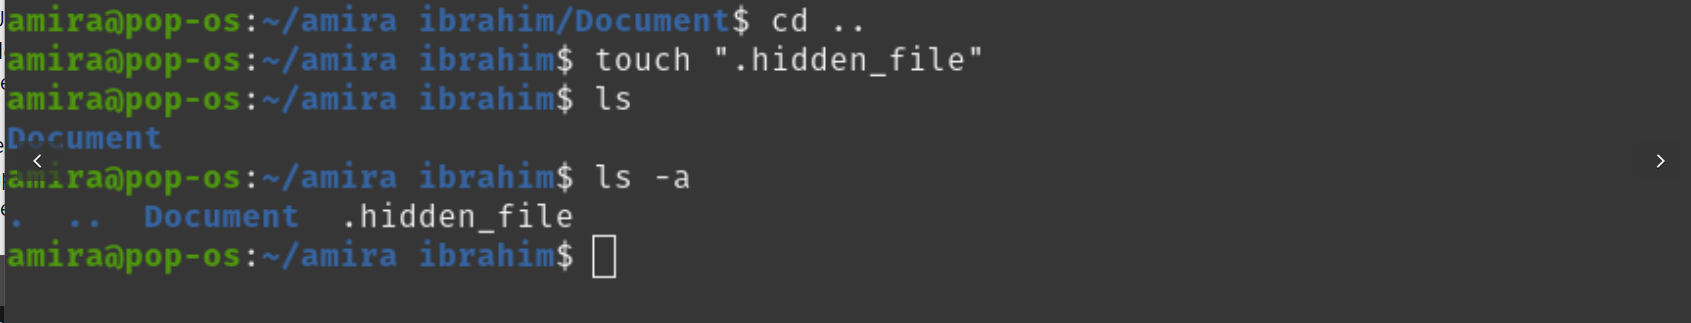 amira@pop-os:~/amira ibrahim/Document$ cd ..
amira@pop-os:~/amira ibrahim$ touch ".hidden_file"
amira@pop-os:~/amira ibrahim$ ls
Document
amira@pop-os:~/amira ibrahim$ ls -a
.  ..  Document  .hidden_file
amira@pop-os:~/amira ibrahim$